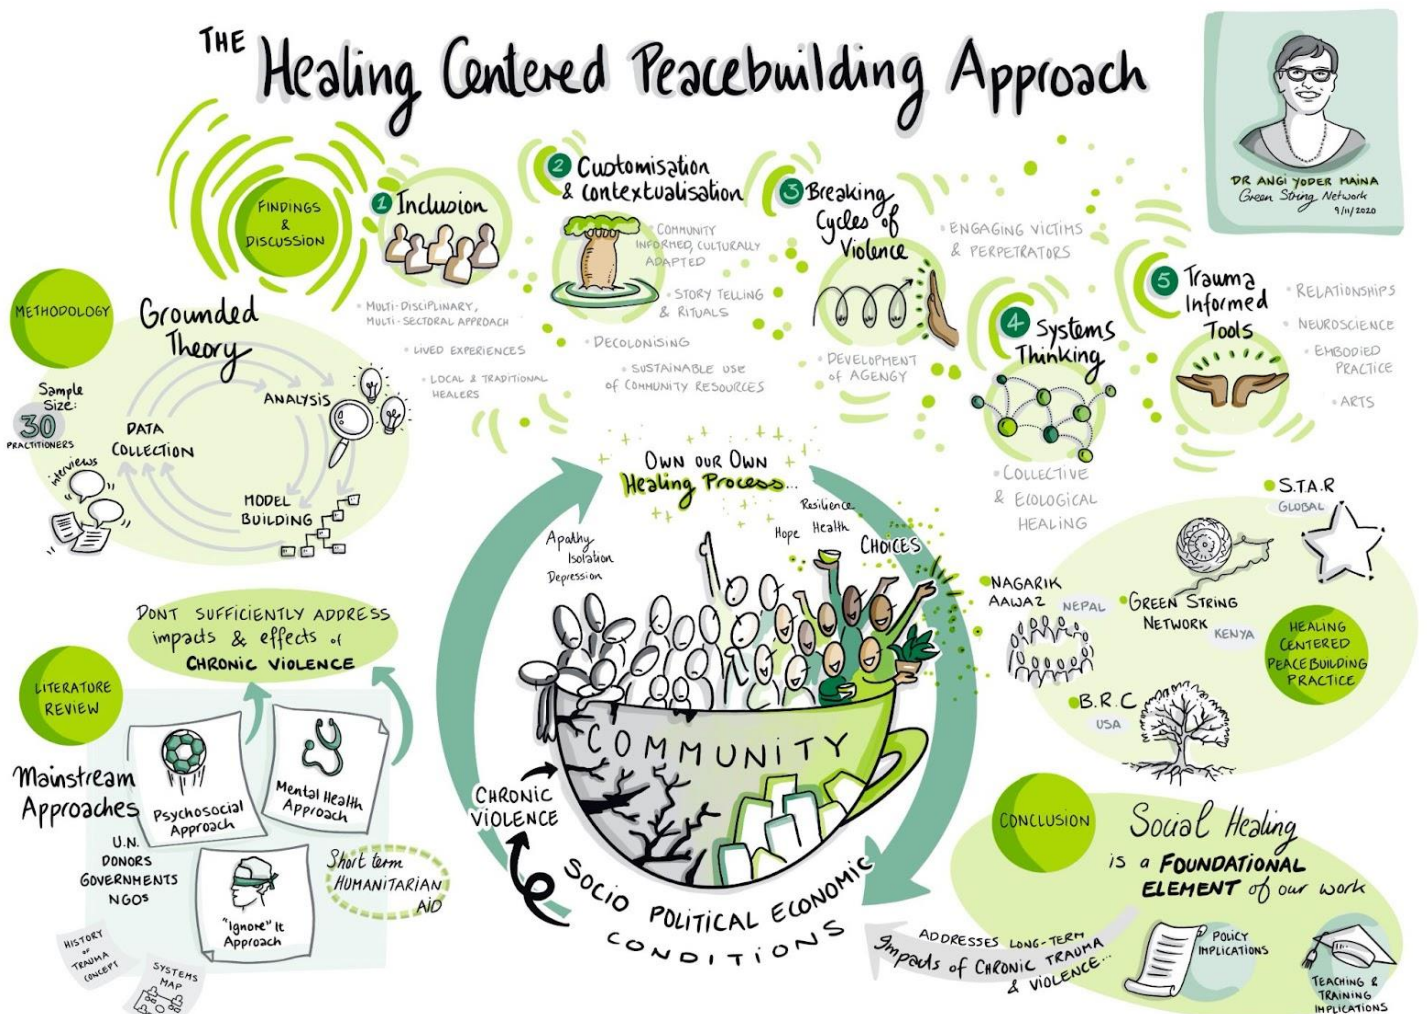 THE
Healing Centered Peacebuilding Approach
DR ANGI YODER MAINA
Green String Network
9/11/2020
FINDINGS
&
DISCUSSION
1 Inclusion
• MULTI-DISCIPLINARY,
MULTI-SECTORAL APPROACH
• LIVED EXPERIENCES
• LOCAL & TRADITIONAL
HEALERS
2 Customisation
& Contextualisation
• COMMUNITY
INFORMED, CULTURALLY
ADAPTED
• STORY TELLING
& RITUALS
• DECOLONISING
• SUSTAINABLE USE
OF COMMUNITY RESOURCES
3 Breaking
Cycles of
Violence
• ENGAGING VICTIMS
& PERPETRATORS
• DEVELOPMENT
OF AGENCY
4 Systems
Thinking
• COLLECTIVE
& ECOLOGICAL
HEALING
5 Trauma
Informed
Tools
• RELATIONSHIPS
• NEUROSCIENCE
• EMBODIED
PRACTICE
• ARTS
METHODOLOGY
Grounded
Theory
Sample
Size:
30
PRACTITIONERS
interviews
DATA
COLLECTION
ANALYSIS
MODEL
BUILDING
DONT SUFFICIENTLY ADDRESS
impacts & effects of
CHRONIC VIOLENCE
LITERATURE
REVIEW
Mainstream
Approaches
U.N.
DONORS
GOVERNMENTS
NGOs
Psychosocial
Approach
Mental Health
Approach
"Ignore" It
Approach
Short term
HUMANITARIAN
AID
HISTORY
OF
TRAUMA
CONCEPT
SYSTEMS
MAP
OWN OUR OWN
Healing Process...
Apathy
Isolation
Depression
Hope
Resilience
Health
CHOICES
COMMUNITY
CHRONIC
VIOLENCE
SOCIO POLITICAL ECONOMIC
CONDITIONS
• S.T.A.R
GLOBAL
• NAGARIK
AAWAZ NEPAL
• GREEN STRING
NETWORK KENYA
• B.R.C
USA
HEALING
CENTERED
PEACEBUILDING
PRACTICE
CONCLUSION
Social Healing
is a FOUNDATIONAL
ELEMENT of our work
ADDRESSES LONG-TERM
Impacts of CHRONIC TRAUMA
& VIOLENCE...
POLICY
IMPLICATIONS
TEACHING &
TRAINING
IMPLICATIONS